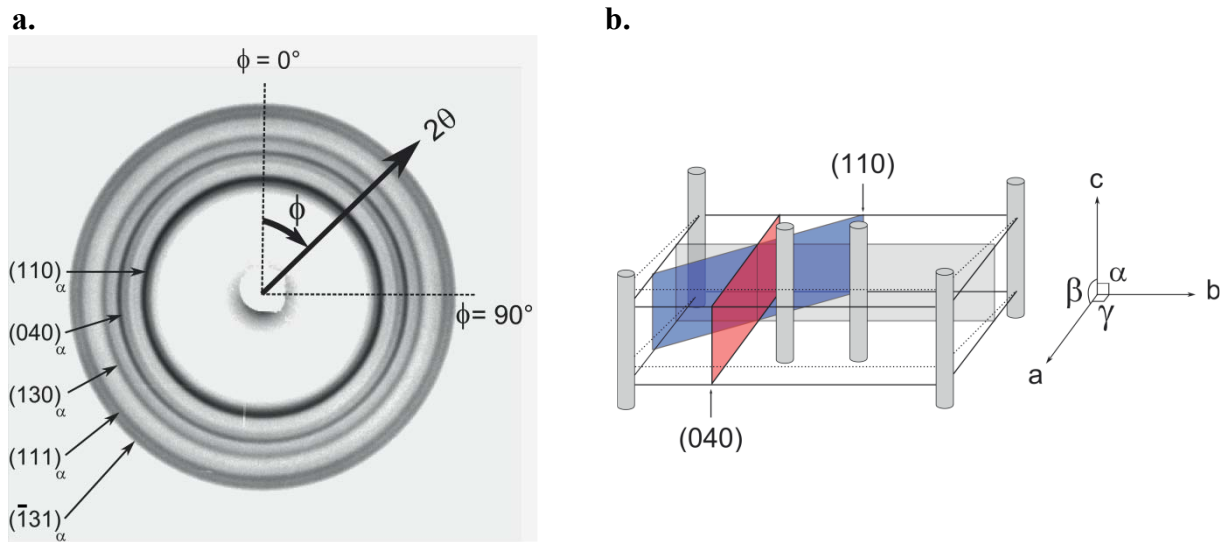 a.
ϕ = 0°
2θ
ϕ
ϕ = 90°
(110)α
(040)α
(130)α
(111)α
(1̄31)α
b.
(110)
(040)
c
α
β
γ
b
a